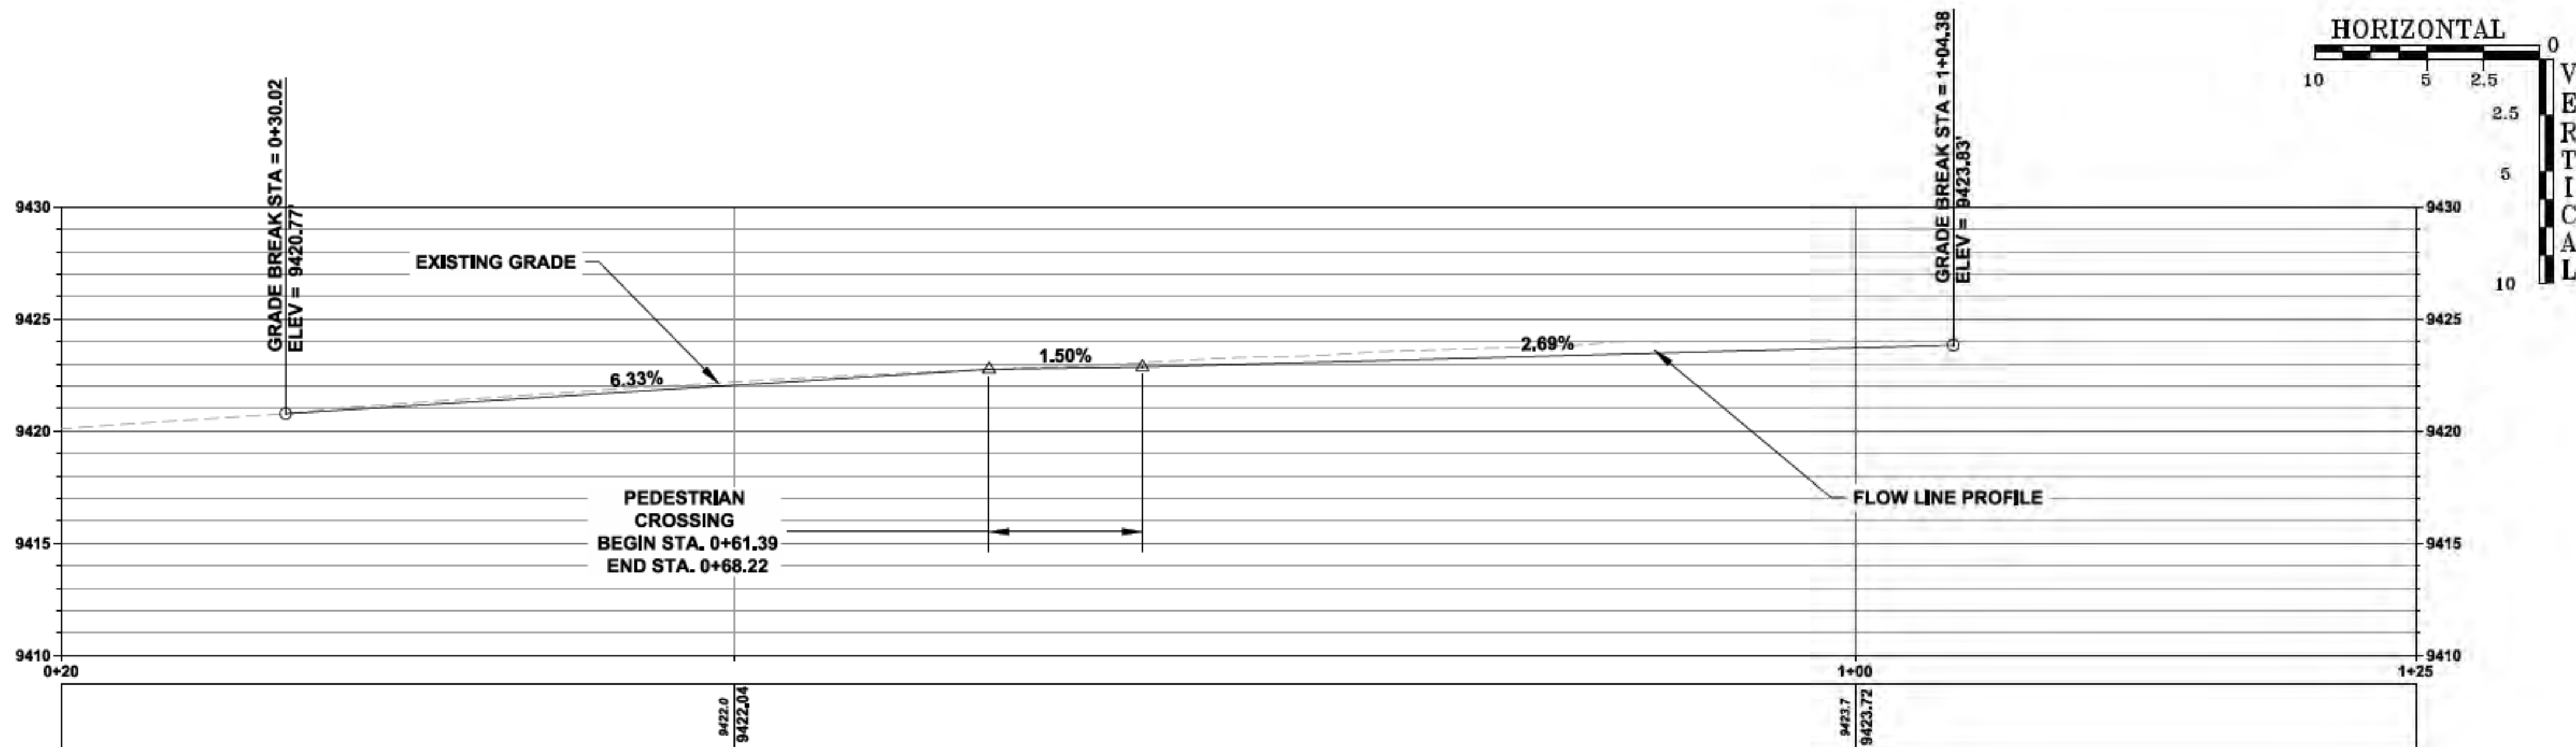 HORIZONTAL
10 5 2.5 0
VERTICAL
2.5
5
10
GRADE BREAK STA = 0+30.02
ELEV = 9420.77'
GRADE BREAK STA = 1+04.38
ELEV = 9423.83'
9430
9425
9420
9415
9410
EXISTING GRADE
6.33%
1.50%
2.69%
PEDESTRIAN
CROSSING
BEGIN STA. 0+61.39
END STA. 0+68.22
FLOW LINE PROFILE
9430
9425
9420
9415
9410
0+20
1+00
1+25
9422.0
9422.04
9423.7
9423.72